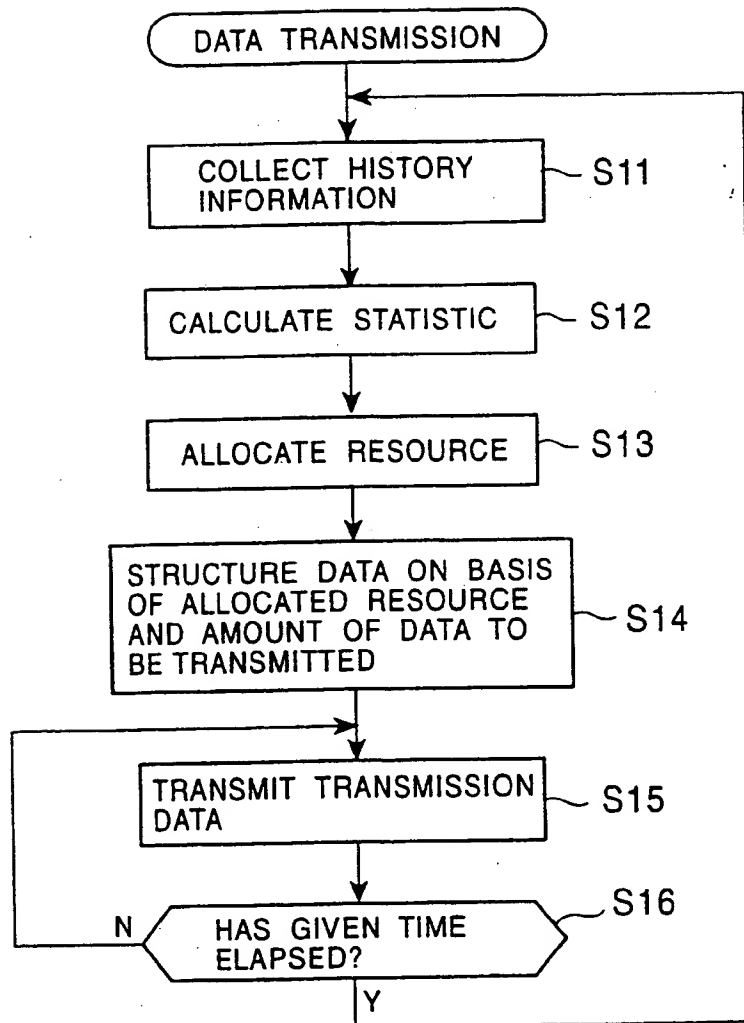 DATA TRANSMISSION
COLLECT HISTORY
INFORMATION
S11
CALCULATE STATISTIC
S12
ALLOCATE RESOURCE
S13
STRUCTURE DATA ON BASIS
OF ALLOCATED RESOURCE
AND AMOUNT OF DATA TO
BE TRANSMITTED
S14
TRANSMIT TRANSMISSION
DATA
S15
HAS GIVEN TIME
ELAPSED?
S16
N
Y